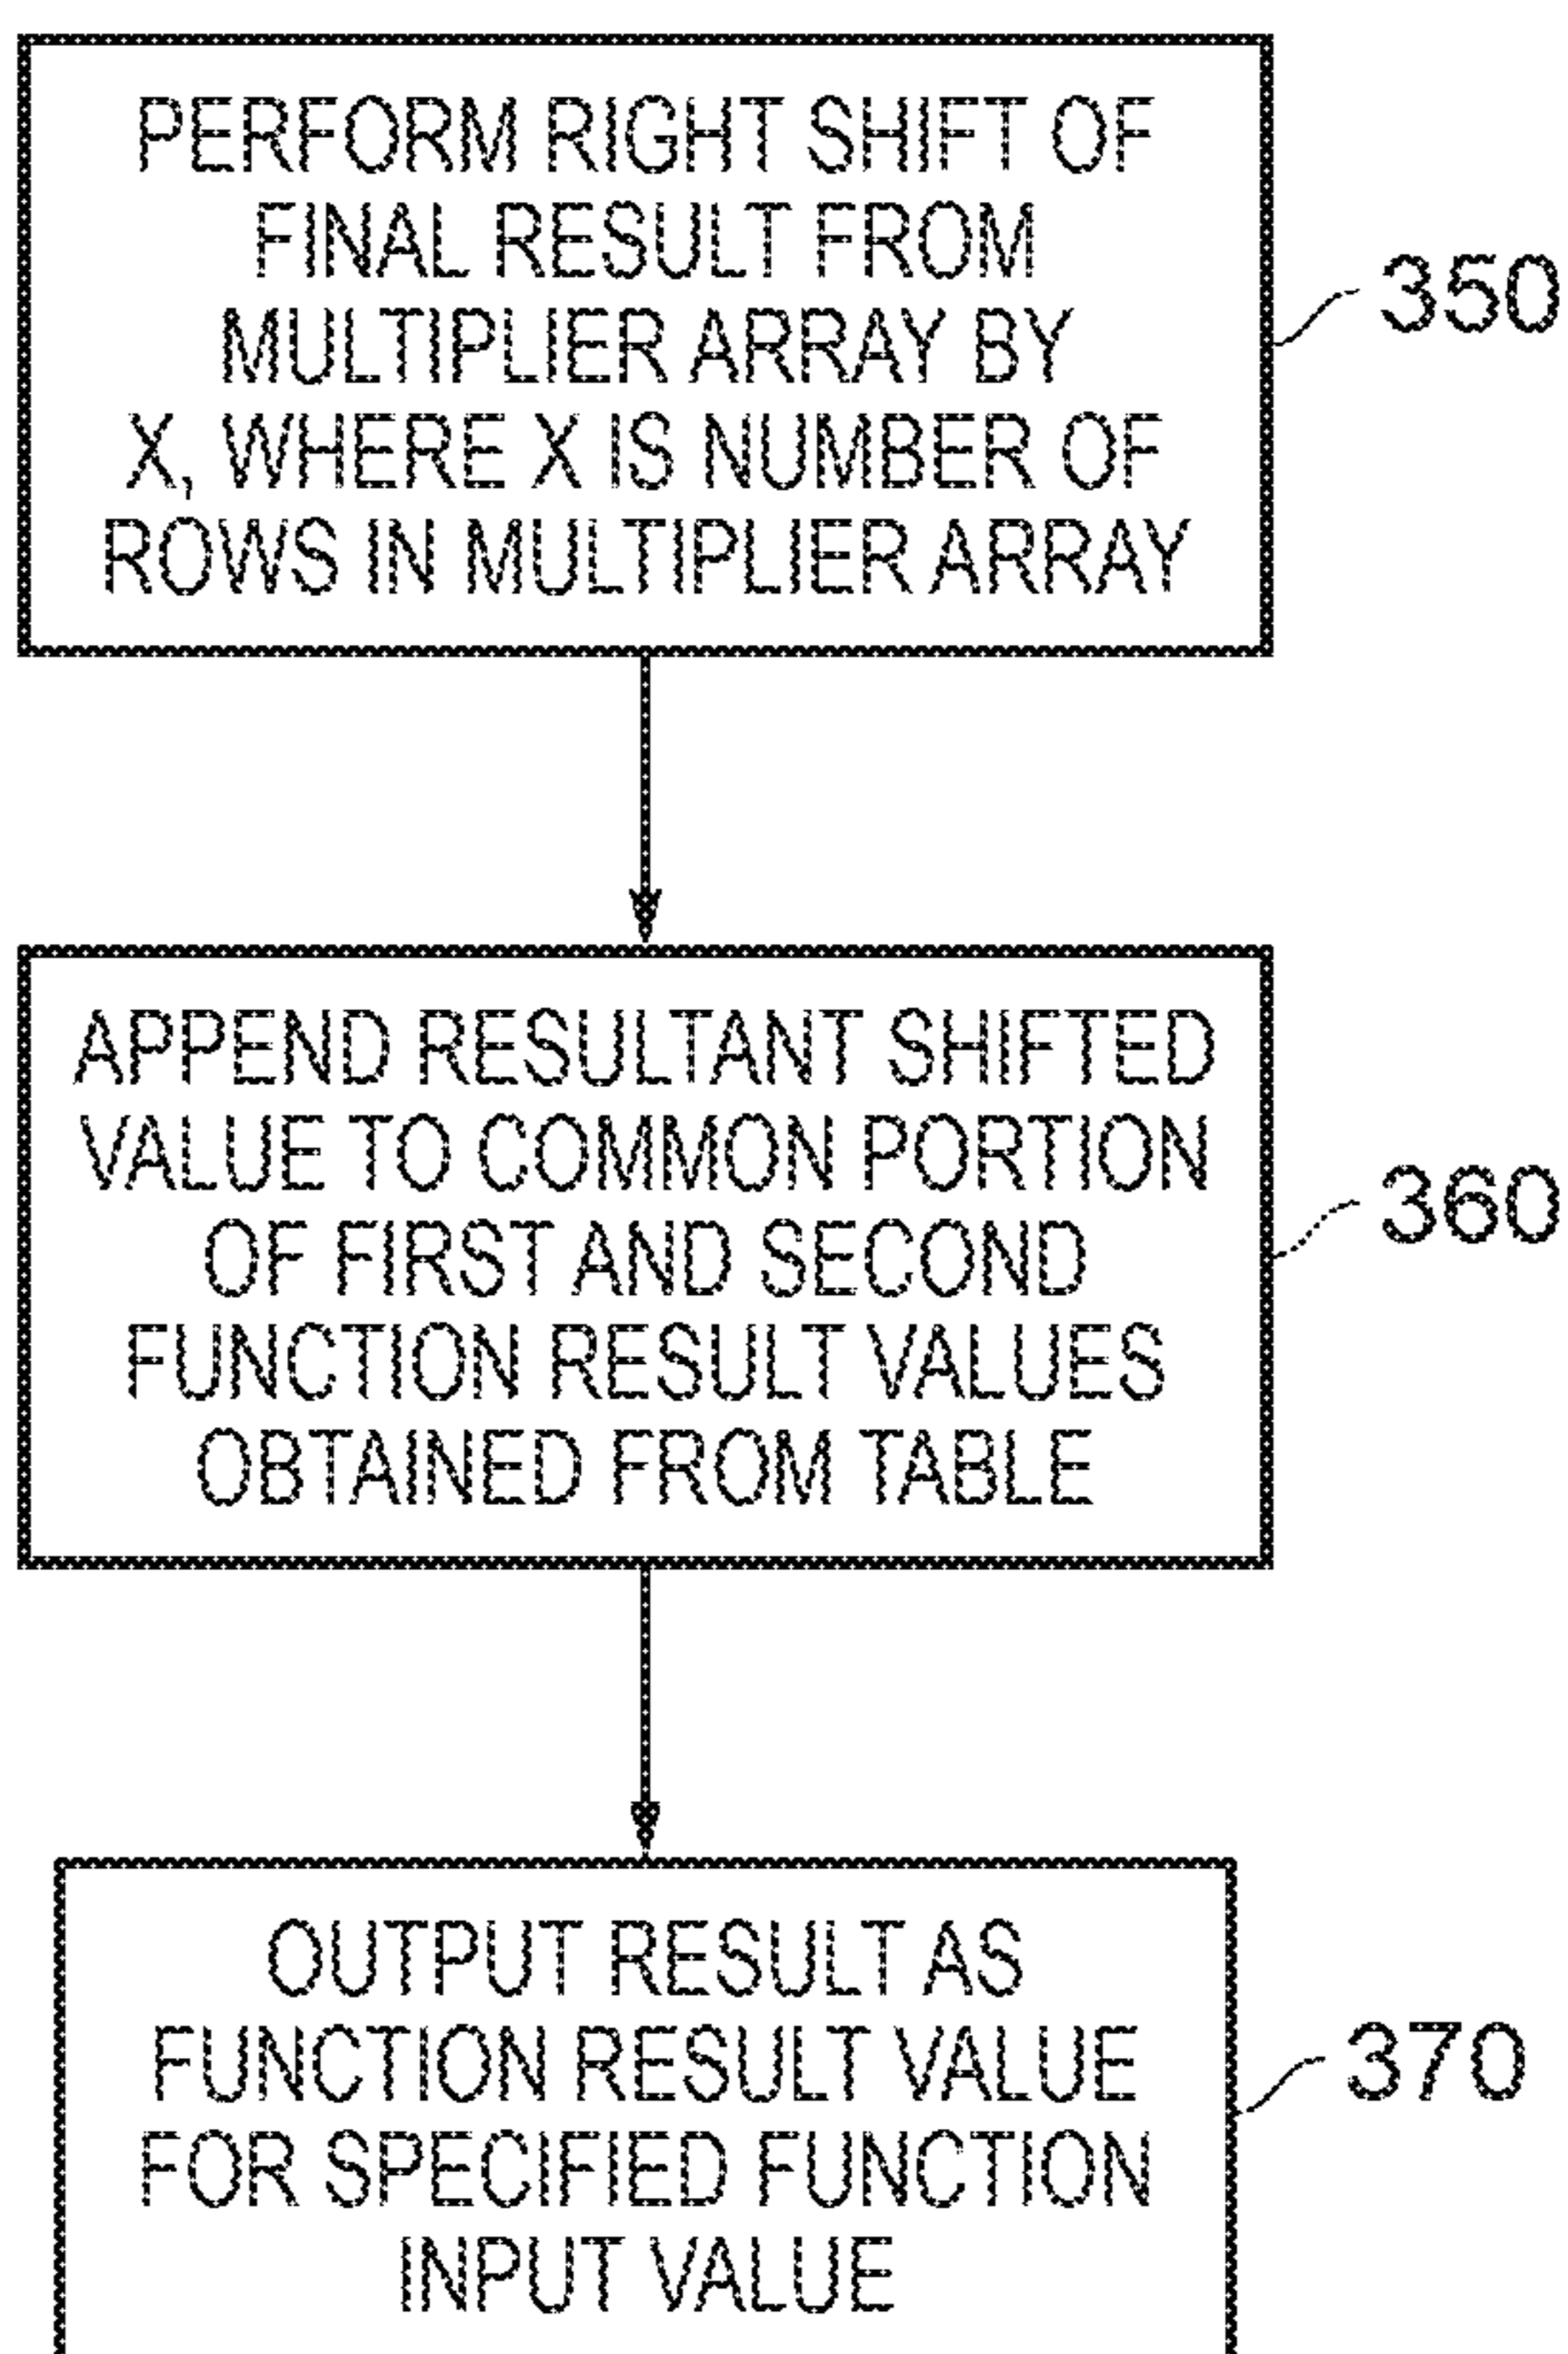 PERFORM RIGHT SHIFT OF
FINAL RESULT FROM
MULTIPLIER ARRAY BY
X, WHERE X IS NUMBER OF
ROWS IN MULTIPLIER ARRAY
350
APPEND RESULTANT SHIFTED
VALUE TO COMMON PORTION
OF FIRST AND SECOND
FUNCTION RESULT VALUES
OBTAINED FROM TABLE
360
OUTPUT RESULT AS
FUNCTION RESULT VALUE
FOR SPECIFIED FUNCTION
INPUT VALUE
370